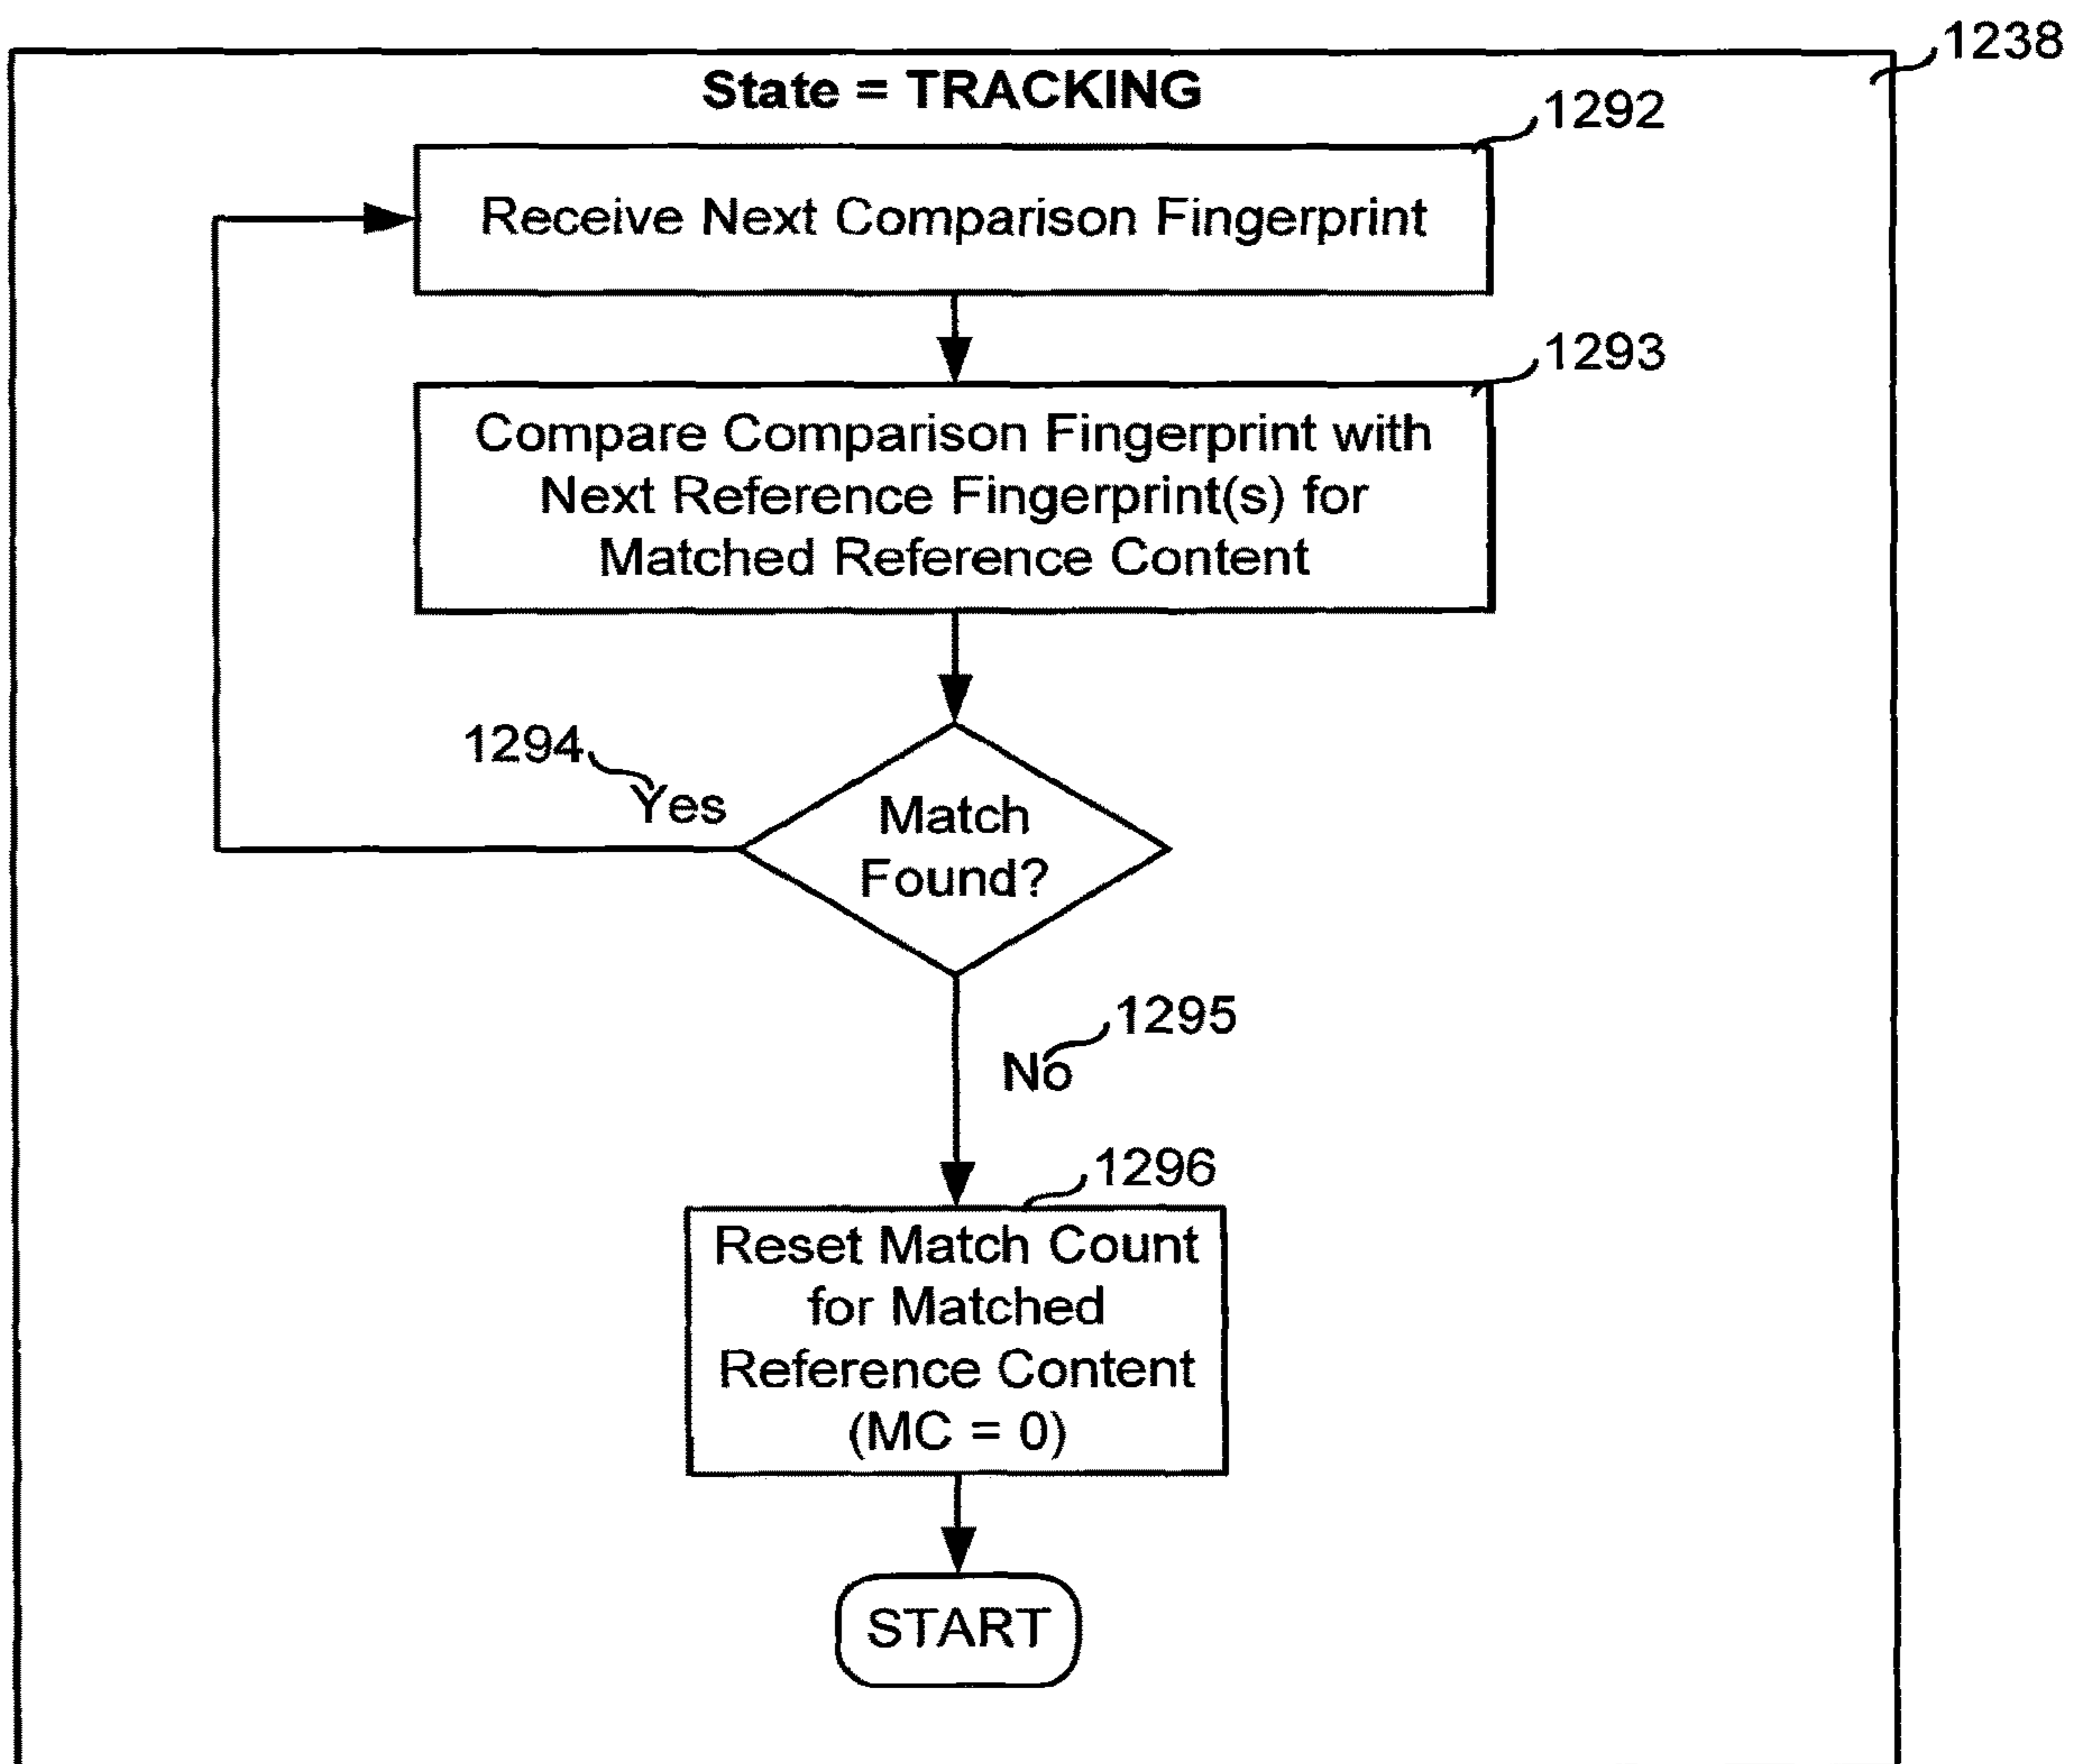 1238
State = TRACKING
1292
Receive Next Comparison Fingerprint
1293
Compare Comparison Fingerprint with
Next Reference Fingerprint(s) for
Matched Reference Content
1294
Yes
Match
Found?
1295
No
1296
Reset Match Count
for Matched
Reference Content
(MC = 0)
START